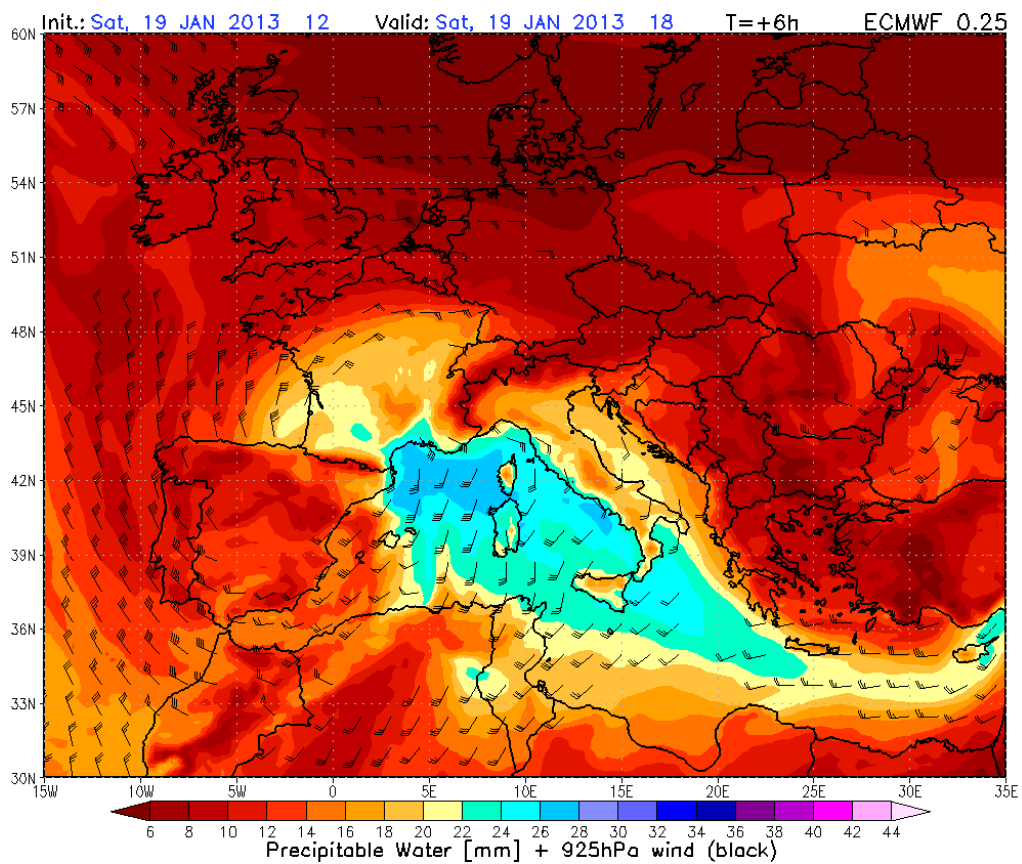 Init.: Sat, 19 JAN 2013 12 Valid: Sat, 19 JAN 2013 18 T=+6h ECMWF 0.25
60N
57N
54N
51N
48N
45N
42N
39N
36N
33N
30N
15W 10W 5W 0 5E 10E 15E 20E 25E 30E 35E
6 8 10 12 14 16 18 20 22 24 26 28 30 32 34 36 38 40 42 44
Precipitable Water [mm] + 925hPa wind (black)